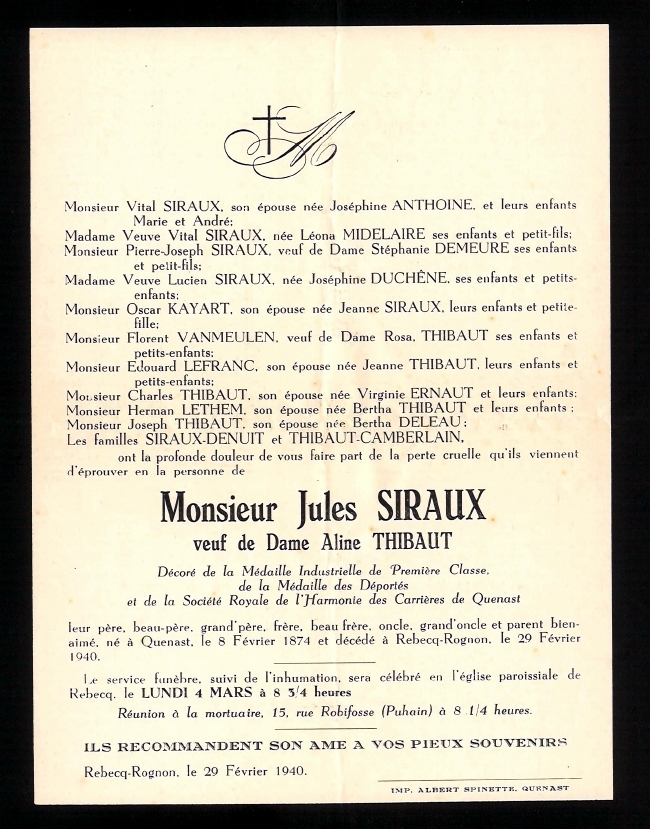 M
Monsieur Vital SIRAUX, son épouse née Joséphine ANTHOINE, et leurs enfants
Marie et André;
Madame Veuve Vital SIRAUX, née Léona MIDELAIRE ses enfants et petit-fils;
Monsieur Pierre-Joseph SIRAUX, veuf de Dame Stéphanie DEMEURE ses enfants
et petit-fils;
Madame Veuve Lucien SIRAUX, née Joséphine DUCHÊNE, ses enfants et petits-
enfants;
Monsieur Oscar KAYART, son épouse née Jeanne SIRAUX, leurs enfants et petite-
fille;
Monsieur Florent VANMEULEN, veuf de Dame Rosa, THIBAUT ses enfants et
petits-enfants;
Monsieur Edouard LEFRANC, son épouse née Jeanne THIBAUT, leurs enfants et
petits-enfants;
Monsieur Charles THIBAUT, son épouse née Virginie ERNAUT et leurs enfants;
Monsieur Herman LETHEM, son épouse née Bertha THIBAUT et leurs enfants;
Monsieur Joseph THIBAUT, son épouse née Bertha DELEAU;
Les familles SIRAUX-DENUIT et THIBAUT-CAMBERLAIN,
ont la profonde douleur de vous faire part de la perte cruelle qu'ils viennent
d'éprouver en la personne de
Monsieur Jules SIRAUX
veuf de Dame Aline THIBAUT
Décoré de la Médaille Industrielle de Première Classe,
de la Médaille des Déportés
et de la Société Royale de l'Harmonie des Carrières de Quenast
leur père, beau-père, grand'père, frère, beau frère, oncle, grand'oncle et parent bien-
aimé, né à Quenast, le 8 Février 1874 et décédé à Rebecq-Rognon, le 29 Février
1940.
Le service funèbre, suivi de l'inhumation, sera célébré en l'église paroissiale de
Rebecq, le LUNDI 4 MARS à 8 3/4 heures
Réunion à la mortuaire, 15, rue Robifosse (Puhain) à 8 1/4 heures.
ILS RECOMMANDENT SON AME A VOS PIEUX SOUVENIRS
Rebecq-Rognon, le 29 Février 1940.
IMP. ALBERT SPINETTE, QUENAST